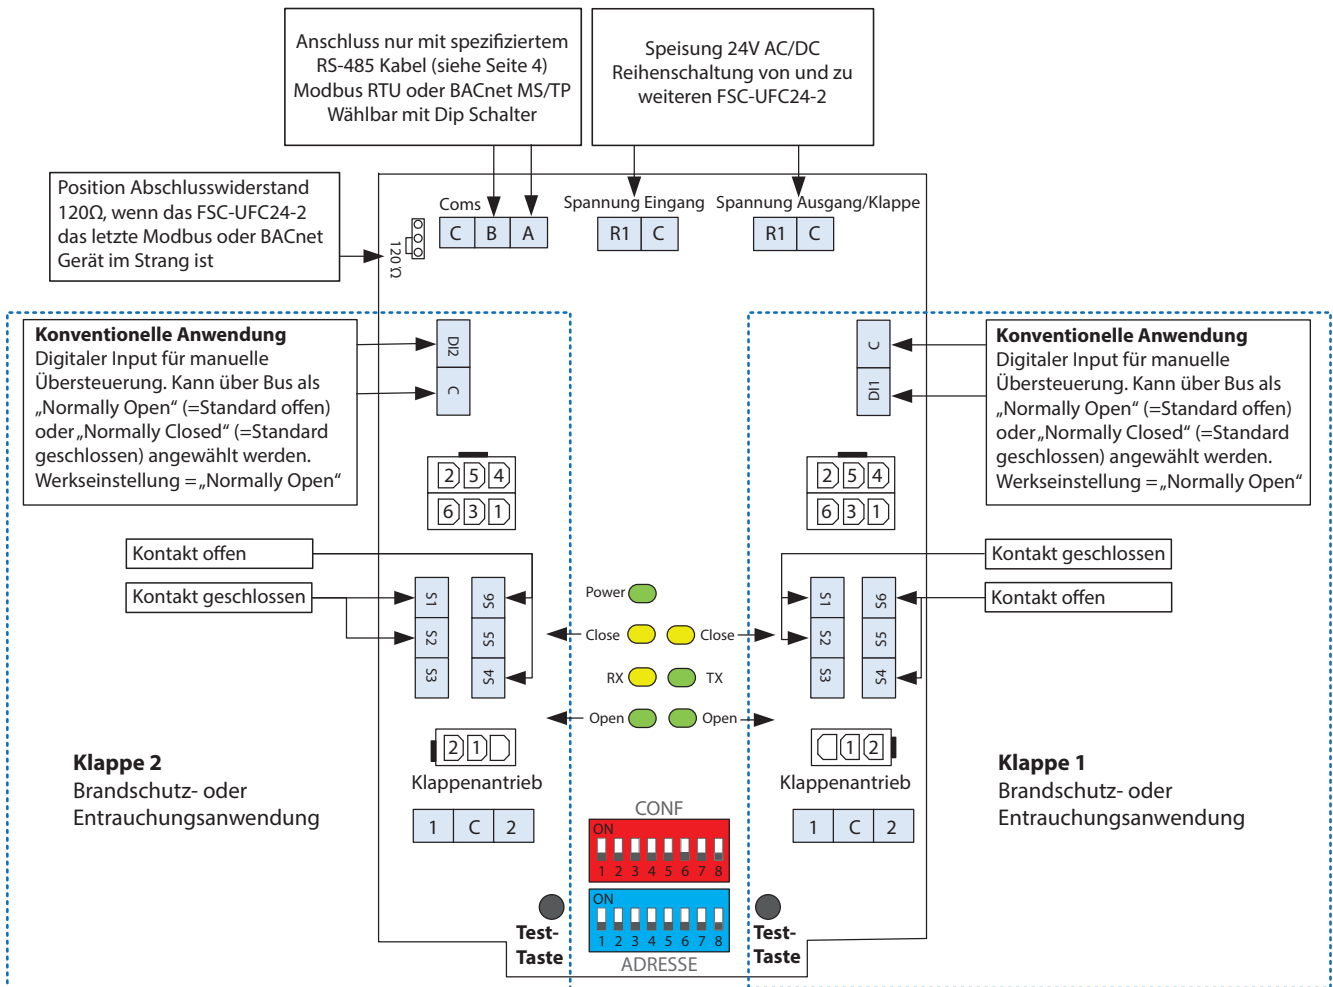 Anschluss nur mit spezifiziertem
RS-485 Kabel (siehe Seite 4)
Modbus RTU oder BACnet MS/TP
Wählbar mit Dip Schalter
Speisung 24V AC/DC
Reihenschaltung von und zu
weiteren FSC-UFC24-2
Position Abschlusswiderstand
120Ω, wenn das FSC-UFC24-2
das letzte Modbus oder BACnet
Gerät im Strang ist
120 Ω
Coms
C B A
Spannung Eingang
R1 C
Spannung Ausgang/Klappe
R1 C
Konventionelle Anwendung
Digitaler Input für manuelle
Übersteuerung. Kann über Bus als
„Normally Open“ (=Standard offen)
oder „Normally Closed“ (=Standard
geschlossen) angewählt werden.
Werkseinstellung = „Normally Open“
DI2
C
C
DI1
Konventionelle Anwendung
Digitaler Input für manuelle
Übersteuerung. Kann über Bus als
„Normally Open“ (=Standard offen)
oder „Normally Closed“ (=Standard
geschlossen) angewählt werden.
Werkseinstellung = „Normally Open“
2 5 4
6 3 1
2 5 4
6 3 1
Kontakt offen
Kontakt geschlossen
S1 S6
S2 S5
S3 S4
Power
Close Close
RX TX
Open Open
S1 S6
S2 S5
S3 S4
Kontakt geschlossen
Kontakt offen
2 1
Klappenantrieb
1 C 2
1 2
Klappenantrieb
1 C 2
Klappe 2
Brandschutz- oder
Entrauchungsanwendung
Klappe 1
Brandschutz- oder
Entrauchungsanwendung
CONF
ON
1 2 3 4 5 6 7 8
ON
1 2 3 4 5 6 7 8
ADRESSE
Test-
Taste
Test-
Taste